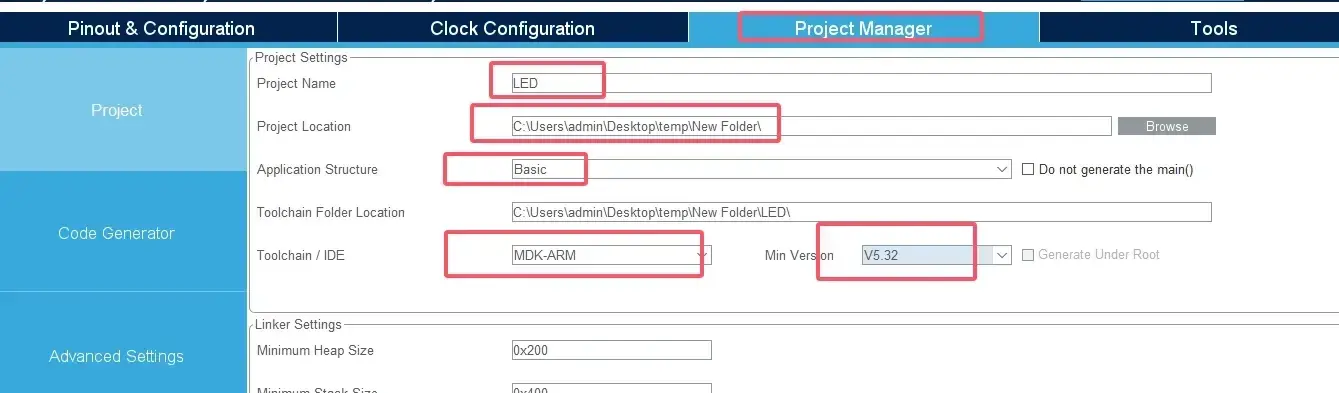 Pinout & Configuration Clock Configuration Project Manager Tools
Project Settings
Project Name LED
Project
Project Location C:\Users\admin\Desktop\temp\New Folder\ Browse
Application Structure Basic Do not generate the main()
Toolchain Folder Location C:\Users\admin\Desktop\temp\New Folder\LED\
Code Generator
Toolchain / IDE MDK-ARM Min Version V5.32 Generate Under Root
Linker Settings
Minimum Heap Size 0x200
Advanced Settings
Minimum Stack Size 0x400